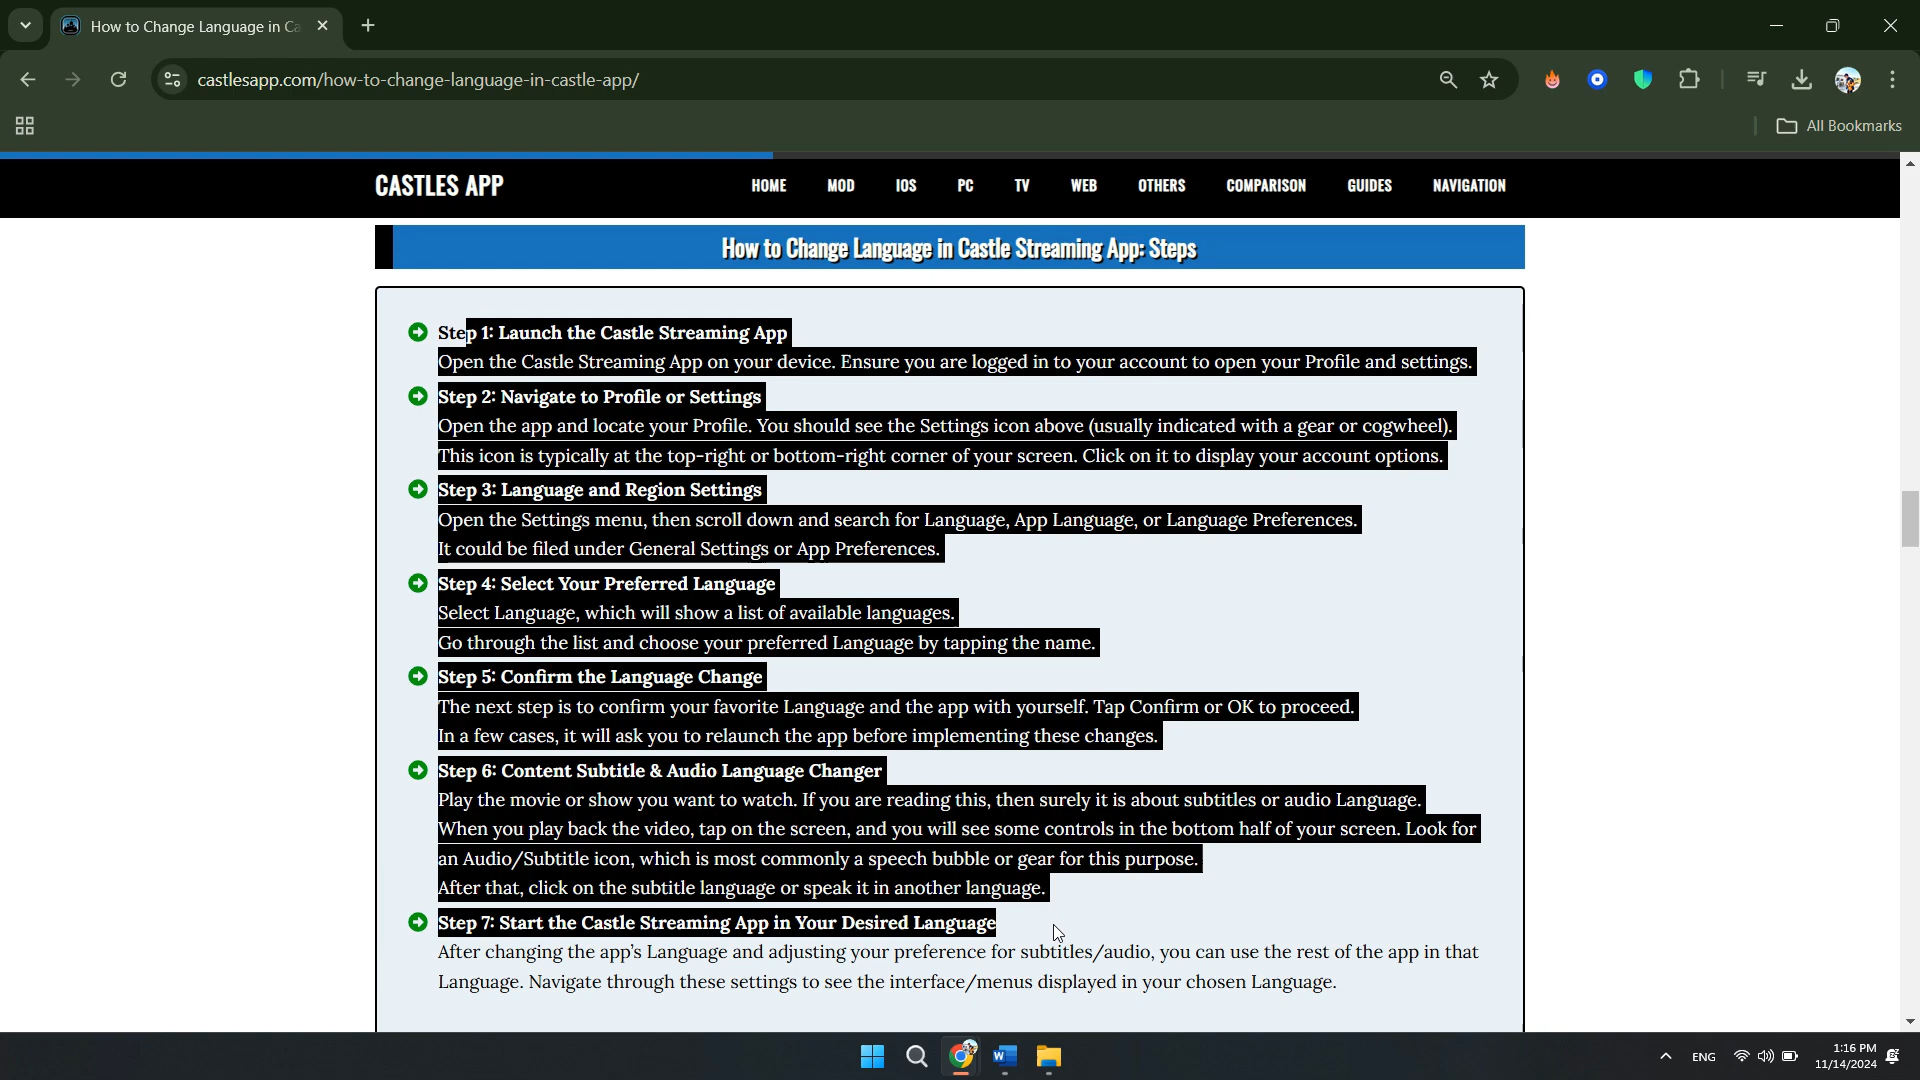 How to Change Language in Ca
castlesapp.com/how-to-change-language-in-castle-app/
All Bookmarks
CASTLES APP
HOME
MOD
IOS
PC
TV
WEB
OTHERS
COMPARISON
GUIDES
NAVIGATION
How to Change Language in Castle Streaming App: Steps
Step 1: Launch the Castle Streaming App
Open the Castle Streaming App on your device. Ensure you are logged in to your account to open your Profile and settings.
Step 2: Navigate to Profile or Settings
Open the app and locate your Profile. You should see the Settings icon above (usually indicated with a gear or cogwheel).
This icon is typically at the top-right or bottom-right corner of your screen. Click on it to display your account options.
Step 3: Language and Region Settings
Open the Settings menu, then scroll down and search for Language, App Language, or Language Preferences.
It could be filed under General Settings or App Preferences.
Step 4: Select Your Preferred Language
Select Language, which will show a list of available languages.
Go through the list and choose your preferred Language by tapping the name.
Step 5: Confirm the Language Change
The next step is to confirm your favorite Language and the app with yourself. Tap Confirm or OK to proceed.
In a few cases, it will ask you to relaunch the app before implementing these changes.
Step 6: Content Subtitle & Audio Language Changer
Play the movie or show you want to watch. If you are reading this, then surely it is about subtitles or audio Language.
When you play back the video, tap on the screen, and you will see some controls in the bottom half of your screen. Look for
an Audio/Subtitle icon, which is most commonly a speech bubble or gear for this purpose.
After that, click on the subtitle language or speak it in another language.
Step 7: Start the Castle Streaming App in Your Desired Language
After changing the app's Language and adjusting your preference for subtitles/audio, you can use the rest of the app in that
Language. Navigate through these settings to see the interface/menus displayed in your chosen Language.
ENG
1:16 PM
11/14/2024